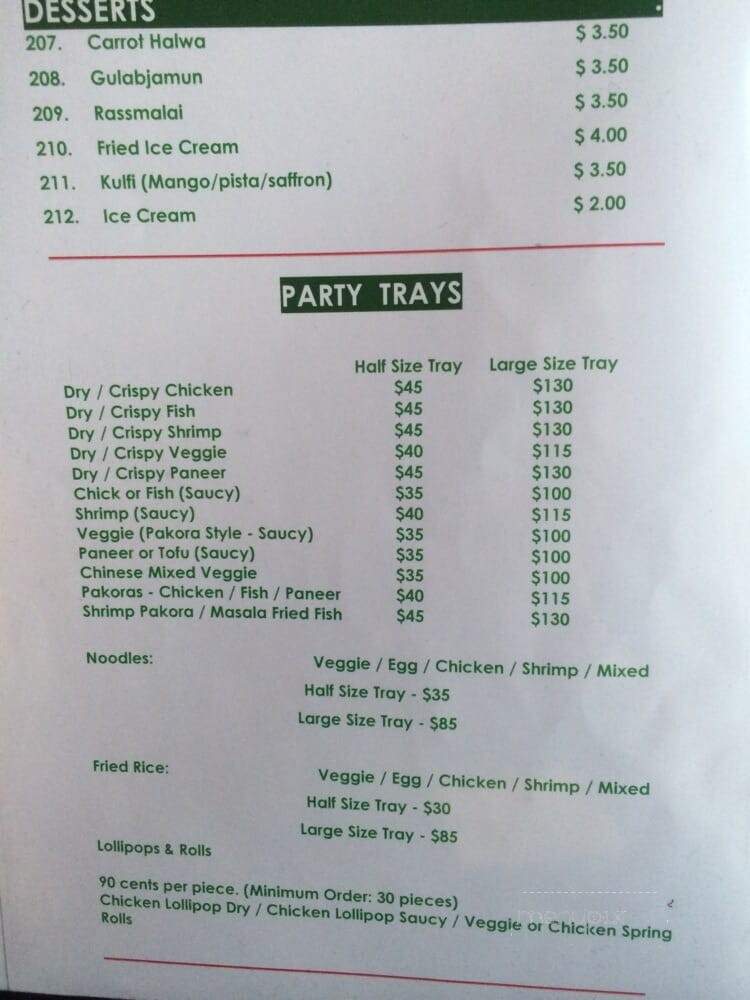 DESSERTS
207. Carrot Halwa $ 3.50
208. Gulabjamun $ 3.50
209. Rassmalai $ 3.50
210. Fried Ice Cream $ 4.00
211. Kulfi (Mango/pista/saffron) $ 3.50
212. Ice Cream $ 2.00
PARTY TRAYS
Half Size Tray Large Size Tray
Dry / Crispy Chicken $45 $130
Dry / Crispy Fish $45 $130
Dry / Crispy Shrimp $45 $130
Dry / Crispy Veggie $40 $115
Dry / Crispy Paneer $45 $130
Chick or Fish (Saucy) $35 $100
Shrimp (Saucy) $40 $115
Veggie (Pakora Style - Saucy) $35 $100
Paneer or Tofu (Saucy) $35 $100
Chinese Mixed Veggie $35 $100
Pakoras - Chicken / Fish / Paneer $40 $115
Shrimp Pakora / Masala Fried Fish $45 $130
Noodles: Veggie / Egg / Chicken / Shrimp / Mixed
Half Size Tray - $35
Large Size Tray - $85
Fried Rice: Veggie / Egg / Chicken / Shrimp / Mixed
Half Size Tray - $30
Large Size Tray - $85
Lollipops & Rolls
90 cents per piece. (Minimum Order: 30 pieces)
Chicken Lollipop Dry / Chicken Lollipop Saucy / Veggie or Chicken Spring
Rolls